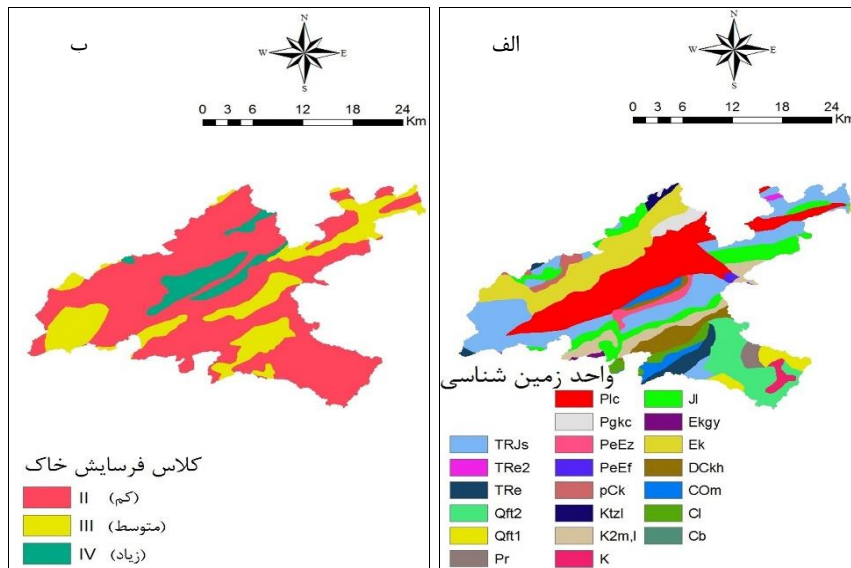 ب
N
W E
S
0 3 6 12 18 24
Km
کلاس فرسایش خاک
II (کم)
III (متوسط)
IV (زیاد)
الف
N
W E
S
0 3 6 12 18 24
Km
واحد زمین شناسی
Plc Jl
Pgkc Ekgy
TRJs PeEz Ek
TRe2 PeEf DCkh
TRe pCk COm
Qft2 Ktzl Cl
Qft1 K2m,l Cb
Pr K